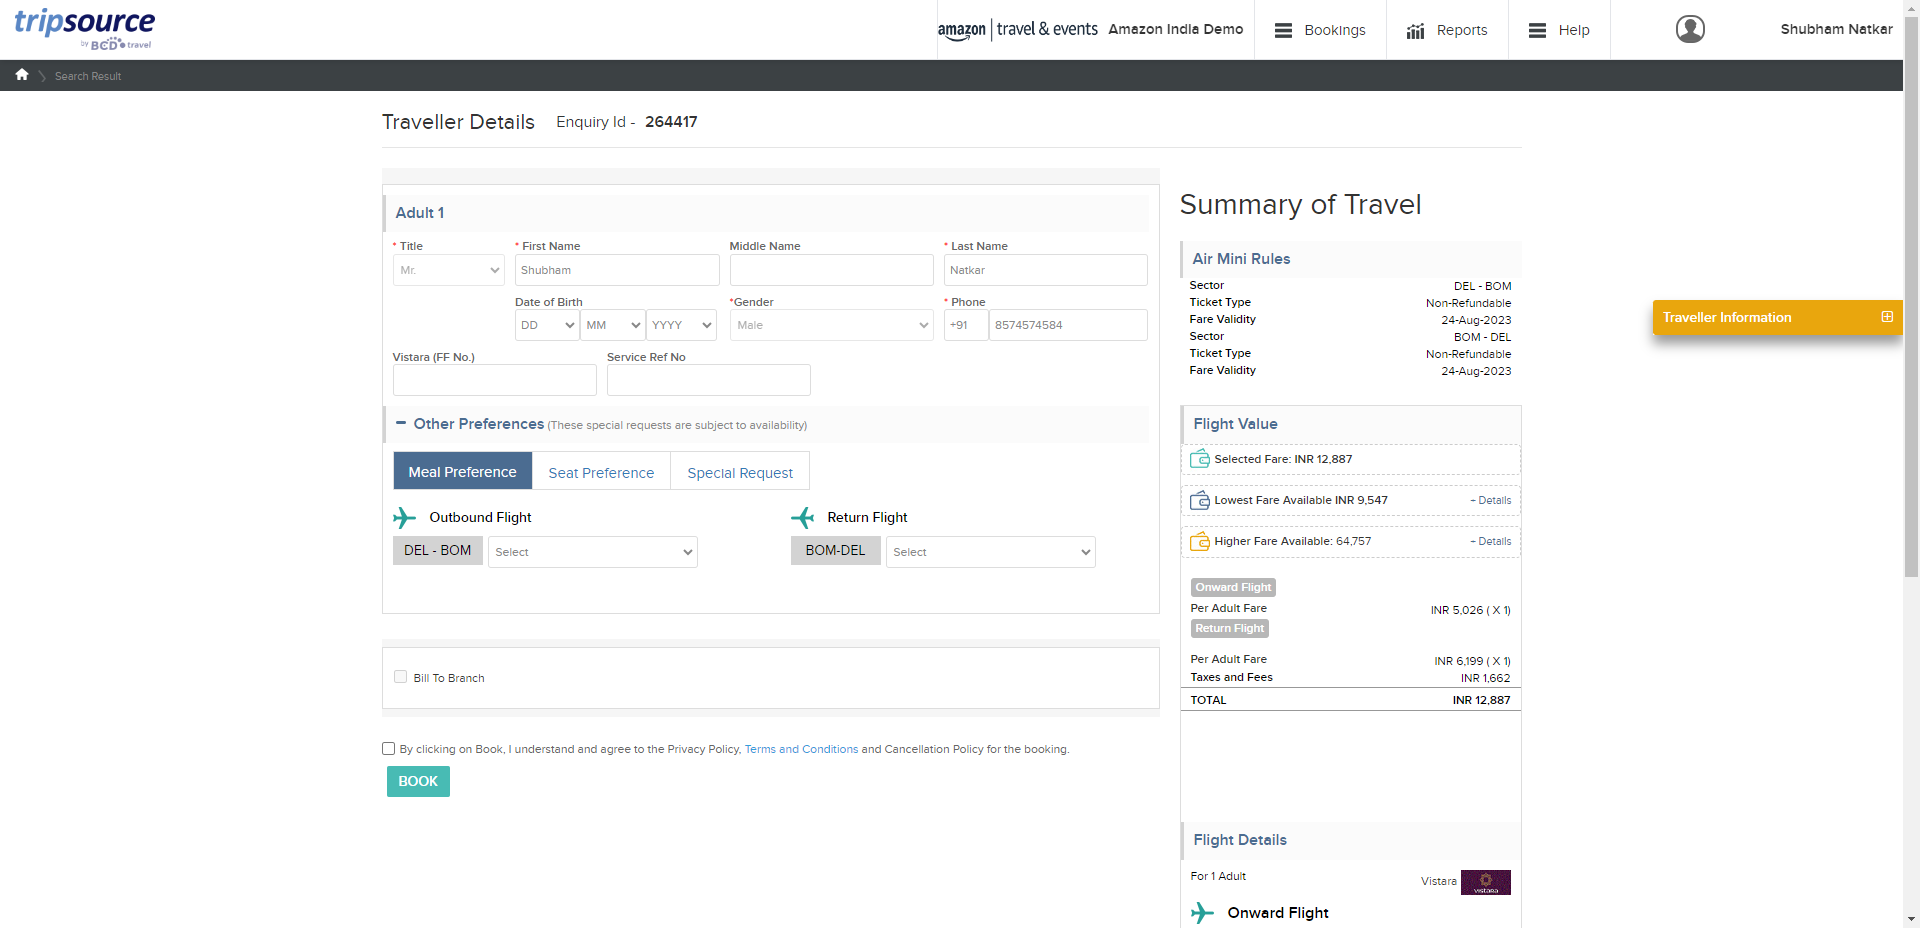 tripsource
by BCD travel
amazon travel & events Amazon India Demo
Bookings
Reports
Help
Shubham Natkar
Search Result
Traveller Details Enquiry Id - 264417
Adult 1
* Title * First Name Middle Name * Last Name
Mr. Shubham Natkar
Date of Birth *Gender * Phone
DD MM YYYY Male +91 8574574584
Vistara (FF No.) Service Ref No
− Other Preferences (These special requests are subject to availability)
Meal Preference Seat Preference Special Request
Outbound Flight Return Flight
DEL - BOM Select BOM-DEL Select
Bill To Branch
By clicking on Book, I understand and agree to the Privacy Policy, Terms and Conditions and Cancellation Policy for the booking.
BOOK
Summary of Travel
Air Mini Rules
Sector DEL - BOM
Ticket Type Non-Refundable
Fare Validity 24-Aug-2023
Sector BOM - DEL
Ticket Type Non-Refundable
Fare Validity 24-Aug-2023
Flight Value
Selected Fare: INR 12,887
Lowest Fare Available INR 9,547 + Details
Higher Fare Available: 64,757 + Details
Onward Flight
Per Adult Fare INR 5,026 ( X 1)
Return Flight
Per Adult Fare INR 6,199 ( X 1)
Taxes and Fees INR 1,662
TOTAL INR 12,887
Flight Details
For 1 Adult Vistara VISTARA
Onward Flight
Traveller Information